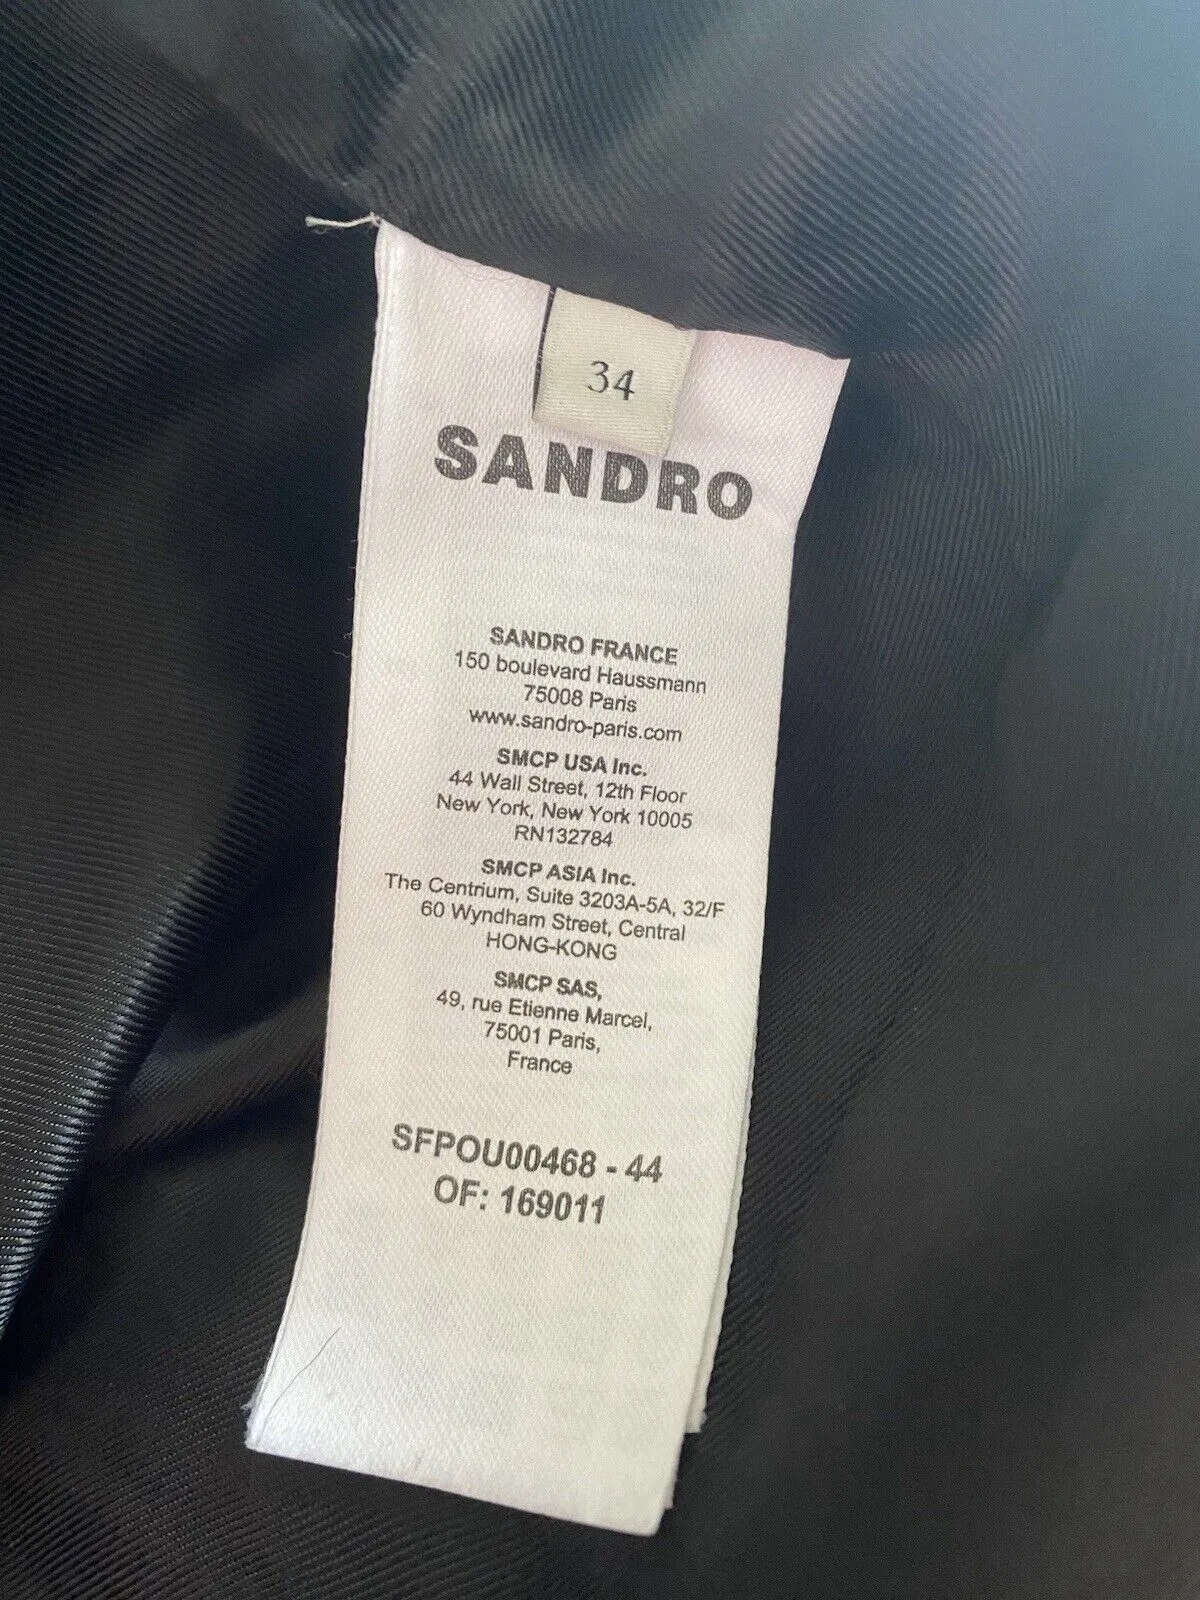 34
SANDRO
SANDRO FRANCE
150 boulevard Haussmann
75008 Paris
www.sandro-paris.com
SMCP USA Inc.
44 Wall Street, 12th Floor
New York, New York 10005
RN132784
SMCP ASIA Inc.
The Centrium, Suite 3203A-5A, 32/F
60 Wyndham Street, Central
HONG-KONG
SMCP SAS,
49, rue Etienne Marcel,
75001 Paris,
France
SFPOU00468 - 44
OF: 169011